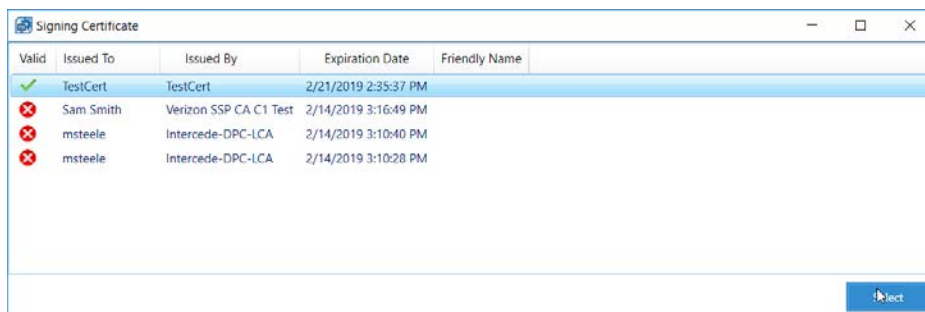 Signing Certificate
Valid Issued To Issued By Expiration Date Friendly Name
TestCert TestCert 2/21/2019 2:35:37 PM
Sam Smith Verizon SSP CA C1 Test 2/14/2019 3:16:49 PM
msteele Intercede-DPC-LCA 2/14/2019 3:10:40 PM
msteele Intercede-DPC-LCA 2/14/2019 3:10:28 PM
Select